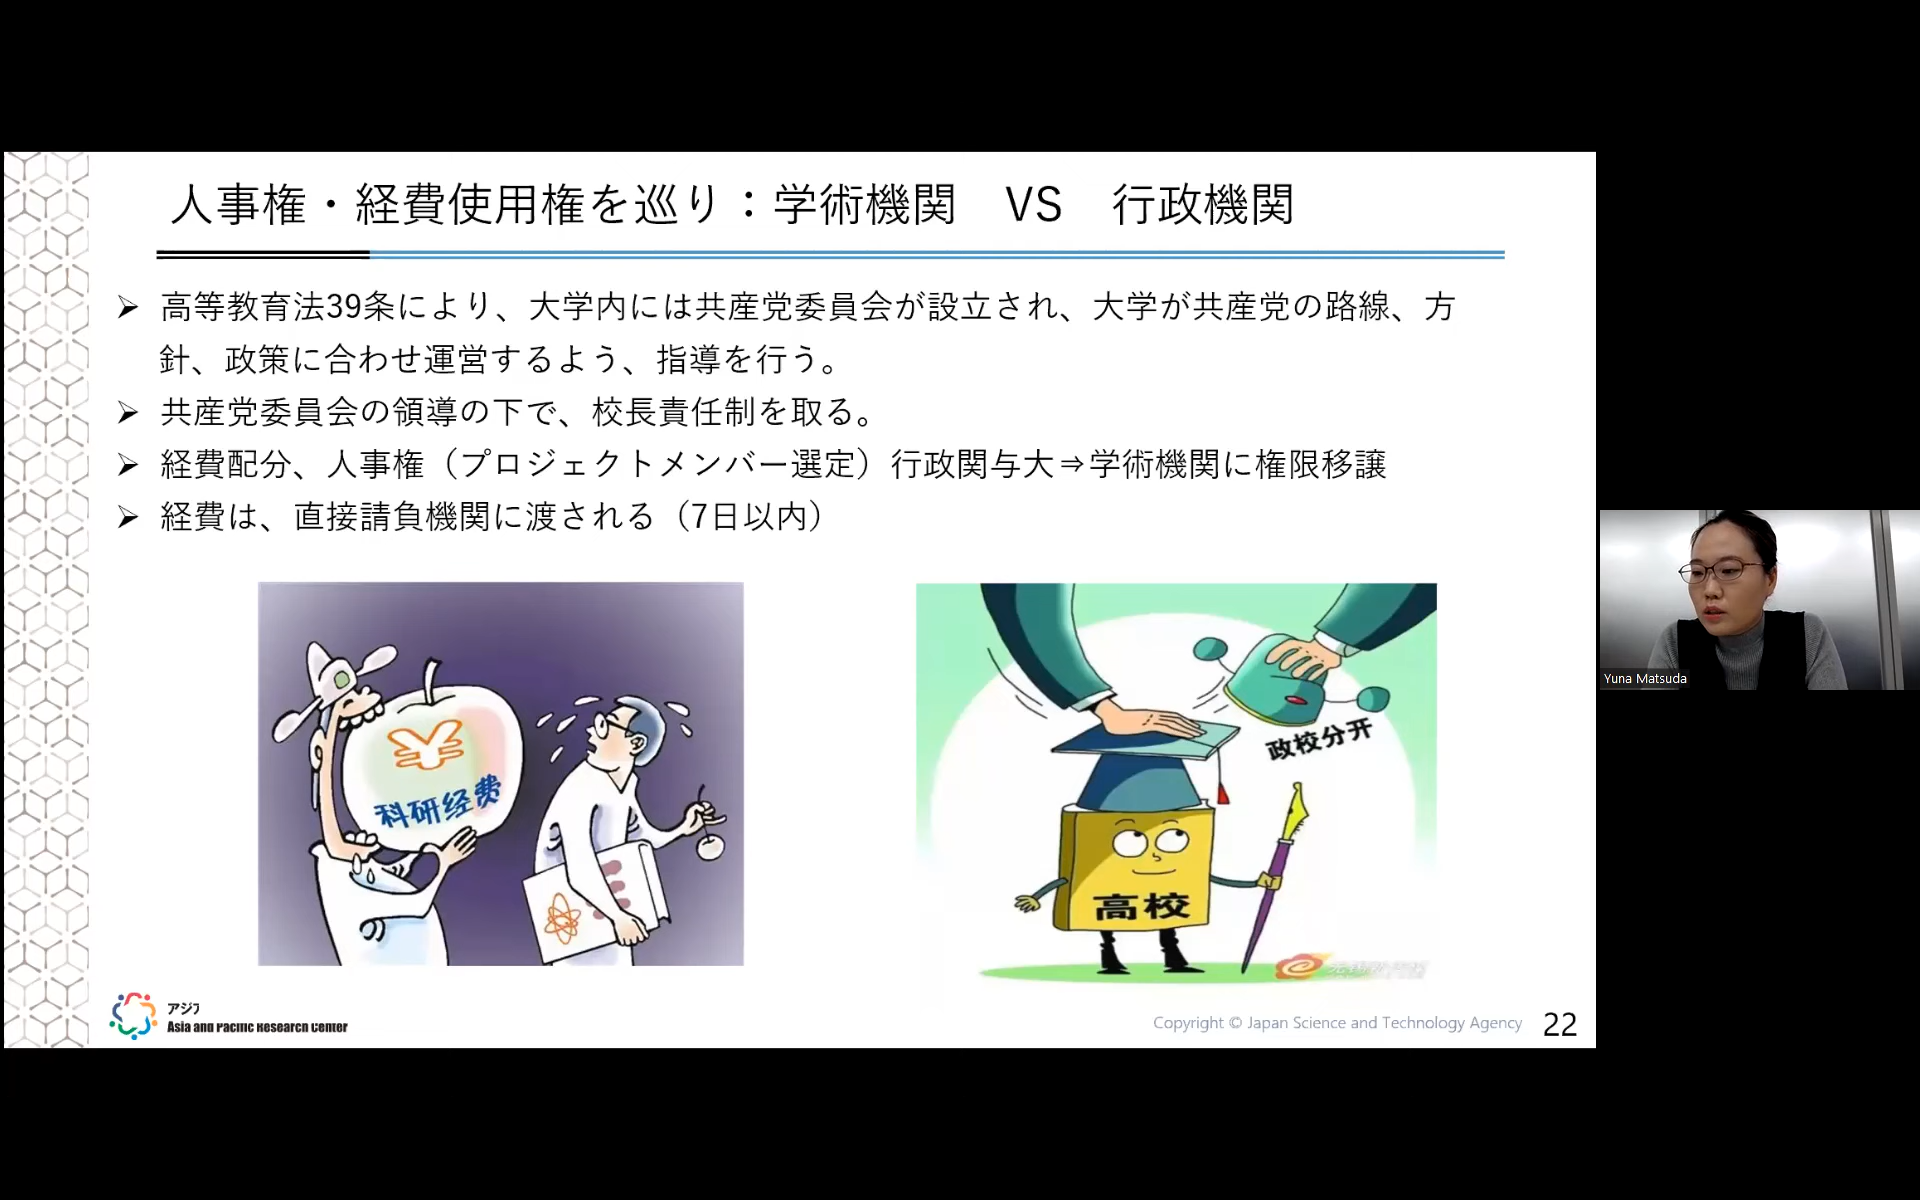 人事権・経費使用権を巡り：学術機関　VS　行政機関
➢ 高等教育法39条により、大学内には共産党委員会が設立され、大学が共産党の路線、方
針、政策に合わせ運営するよう、指導を行う。
➢ 共産党委員会の領導の下で、校長責任制を取る。
➢ 経費配分、人事権（プロジェクトメンバー選定）行政関与大⇒学術機関に権限移譲
➢ 経費は、直接請負機関に渡される（7日以内）
¥
科研经费
政校分开
高校
アジア
Asia and Pacific Research Center
Copyright © Japan Science and Technology Agency
22
Yuna Matsuda